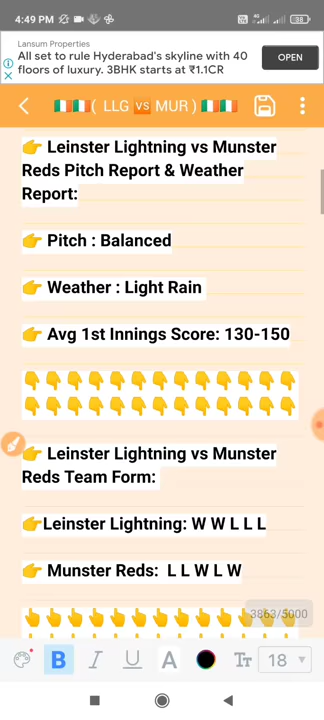 4:49 PM
38
Lansum Properties
All set to rule Hyderabad's skyline with 40
floors of luxury. 3BHK starts at ₹1.1CR
OPEN
🇮🇪🇮🇪( LLG 🆚 MUR ) 🇮🇪🇮🇪
👉 Leinster Lightning vs Munster
Reds Pitch Report & Weather
Report:
👉 Pitch : Balanced
👉 Weather : Light Rain
👉 Avg 1st Innings Score: 130-150
👇👇👇👇👇👇👇👇👇👇👇👇👇
👇👇👇👇👇👇👇👇👇👇👇👇👇
👉 Leinster Lightning vs Munster
Reds Team Form:
👉Leinster Lightning: W W L L L
👉 Munster Reds:  L L W L W
👆👆👆👆👆👆👆👆👆👆👆👆👆
3863/5000
B I U A Tт 18